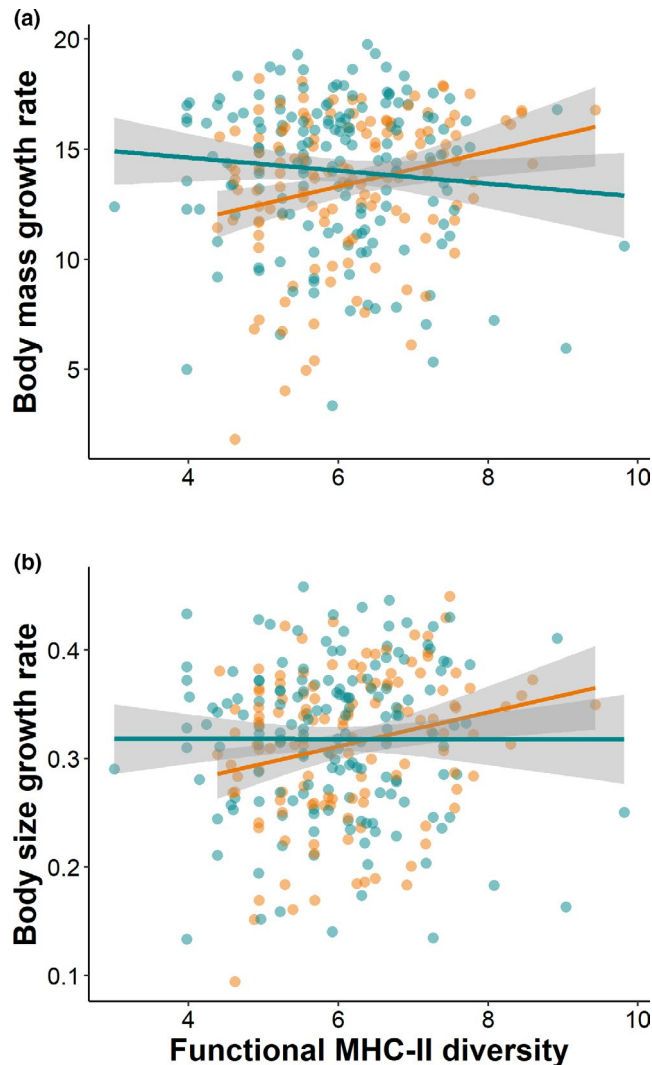 (a)
Body mass growth rate
20
15
10
5
4 6 8 10
(b)
Body size growth rate
0.4
0.3
0.2
0.1
4 6 8 10
Functional MHC-II diversity